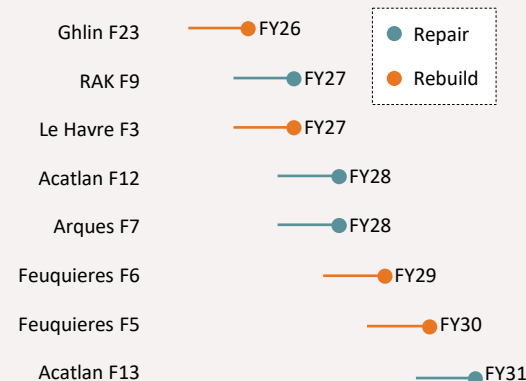 Ghlin F23 FY26
RAK F9 FY27
Le Havre F3 FY27
Acatlan F12 FY28
Arques F7 FY28
Feuquieres F6 FY29
Feuquieres F5 FY30
Acatlan F13 FY31
Repair
Rebuild